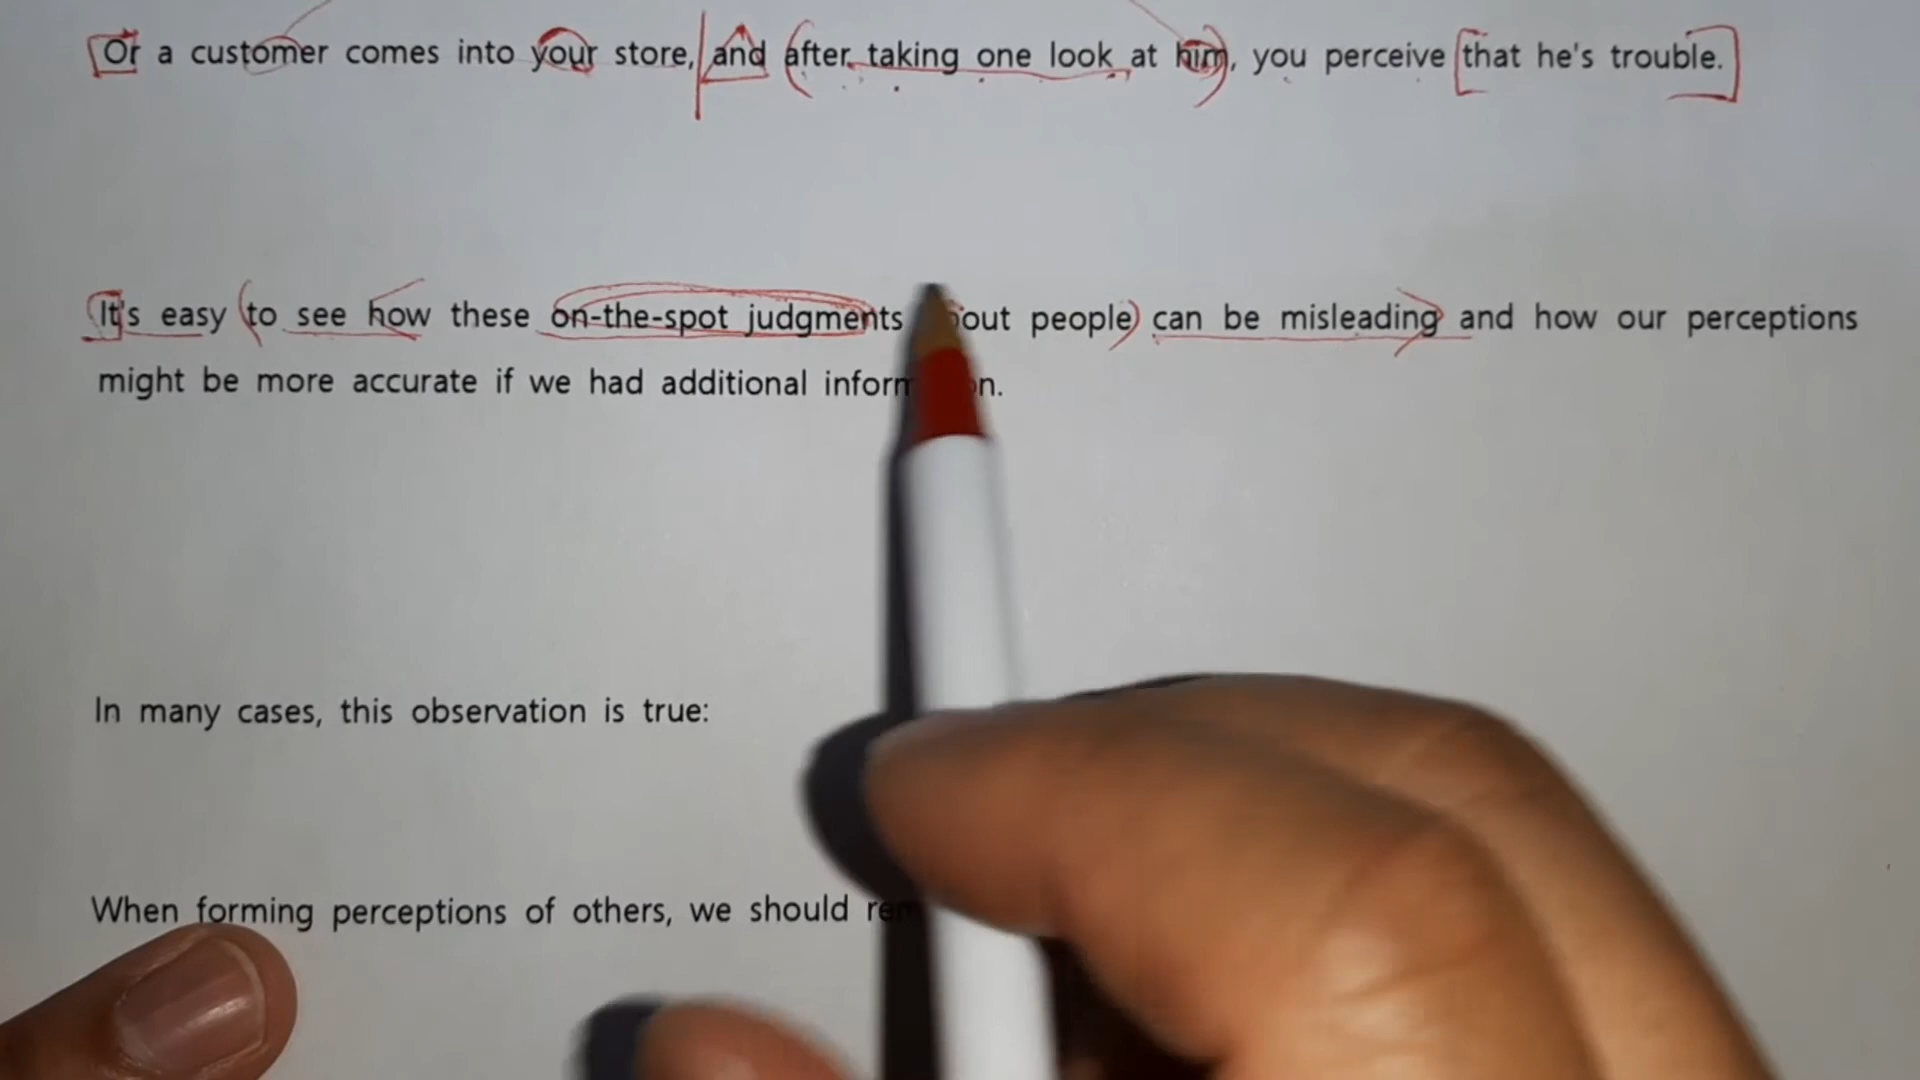 Or a customer comes into your store, and after taking one look at him, you perceive that he's trouble.
It's easy to see how these on-the-spot judgments people can be misleading and how our perceptions
might be more accurate if we had additional
In many cases, this observation is true:
When forming perceptions of others, we should